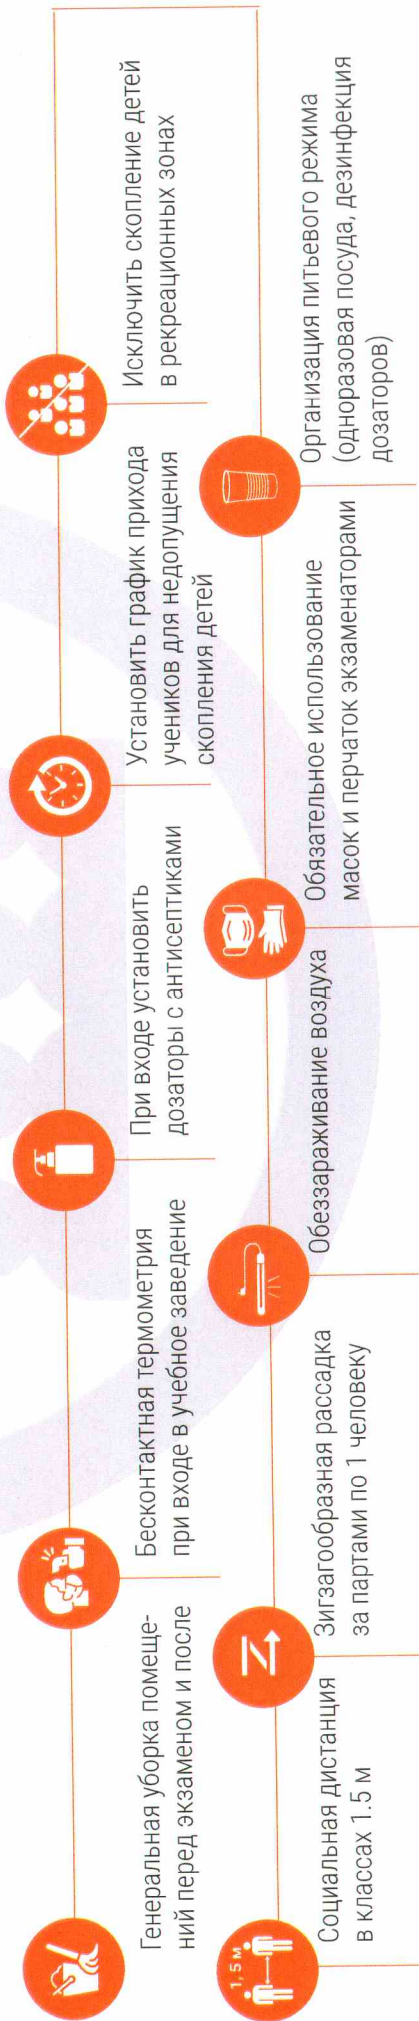 Генеральная уборка помеще-
ний перед экзаменом и после
Бесконтактная термометрия
при входе в учебное заведение
При входе установить
дозаторы с антисептиками
Установить график прихода
учеников для недопущения
скопления детей
Исключить скопление детей
в рекреационных зонах
1,5 м
Социальная дистанция
в классах 1.5 м
Зигзагообразная рассадка
за партами по 1 человеку
Обеззараживание воздуха
Обязательное использование
масок и перчаток экзаменаторами
Организация питьевого режима
(одноразовая посуда, дезинфекция
дозаторов)